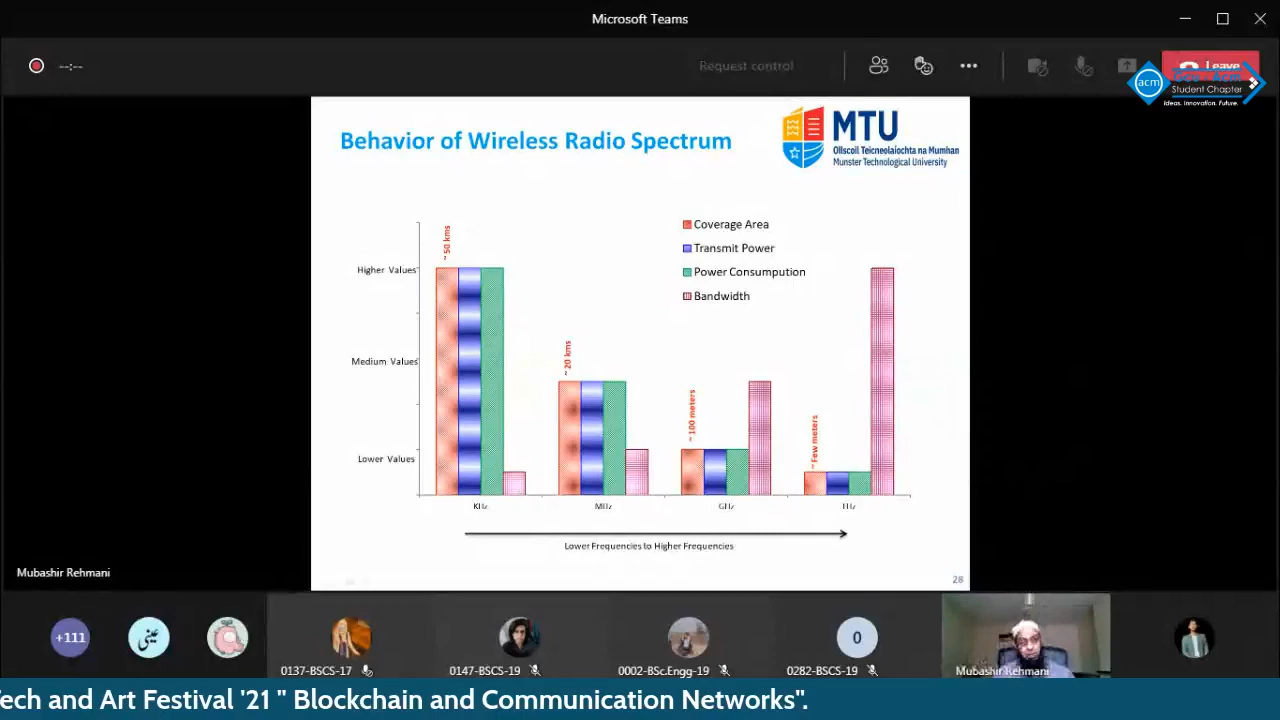 Microsoft Teams
--:--
Request control
Leave
acm
Student Chapter
Ideas. Innovation. Future.
Behavior of Wireless Radio Spectrum
MTU
Ollscoil Teicneolaíochta na Mumhan
Munster Technological University
Coverage Area
Transmit Power
Power Consumpution
Bandwidth
Higher Values
Medium Values
Lower Values
~ 50 kms
~ 20 kms
~ 100 meters
~ Few meters
KHz
MHz
GHz
THz
Lower Frequencies to Higher Frequencies
28
Mubashir Rehmani
+111
عینی
0137-BSCS-17
0147-BSCS-19
0002-BSc.Engg-19
0
0282-BSCS-19
Mubashir Rehmani
Tech and Art Festival '21 " Blockchain and Communication Networks".